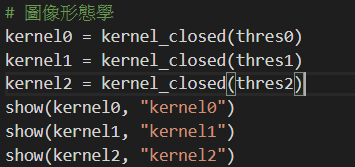 # 圖像形態學
kernel0 = kernel_closed(thres0)
kernel1 = kernel_closed(thres1)
kernel2 = kernel_closed(thres2)
show(kernel0, "kernel0")
show(kernel1, "kernel1")
show(kernel2, "kernel2")